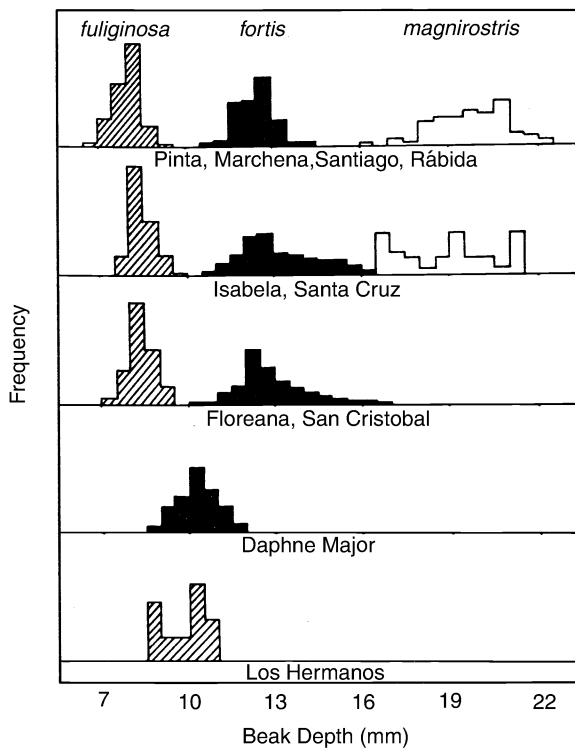 fuliginosa fortis magnirostris
Pinta, Marchena,Santiago, Rábida
Isabela, Santa Cruz
Floreana, San Cristobal
Daphne Major
Los Hermanos
7 10 13 16 19 22
Beak Depth (mm)
Frequency